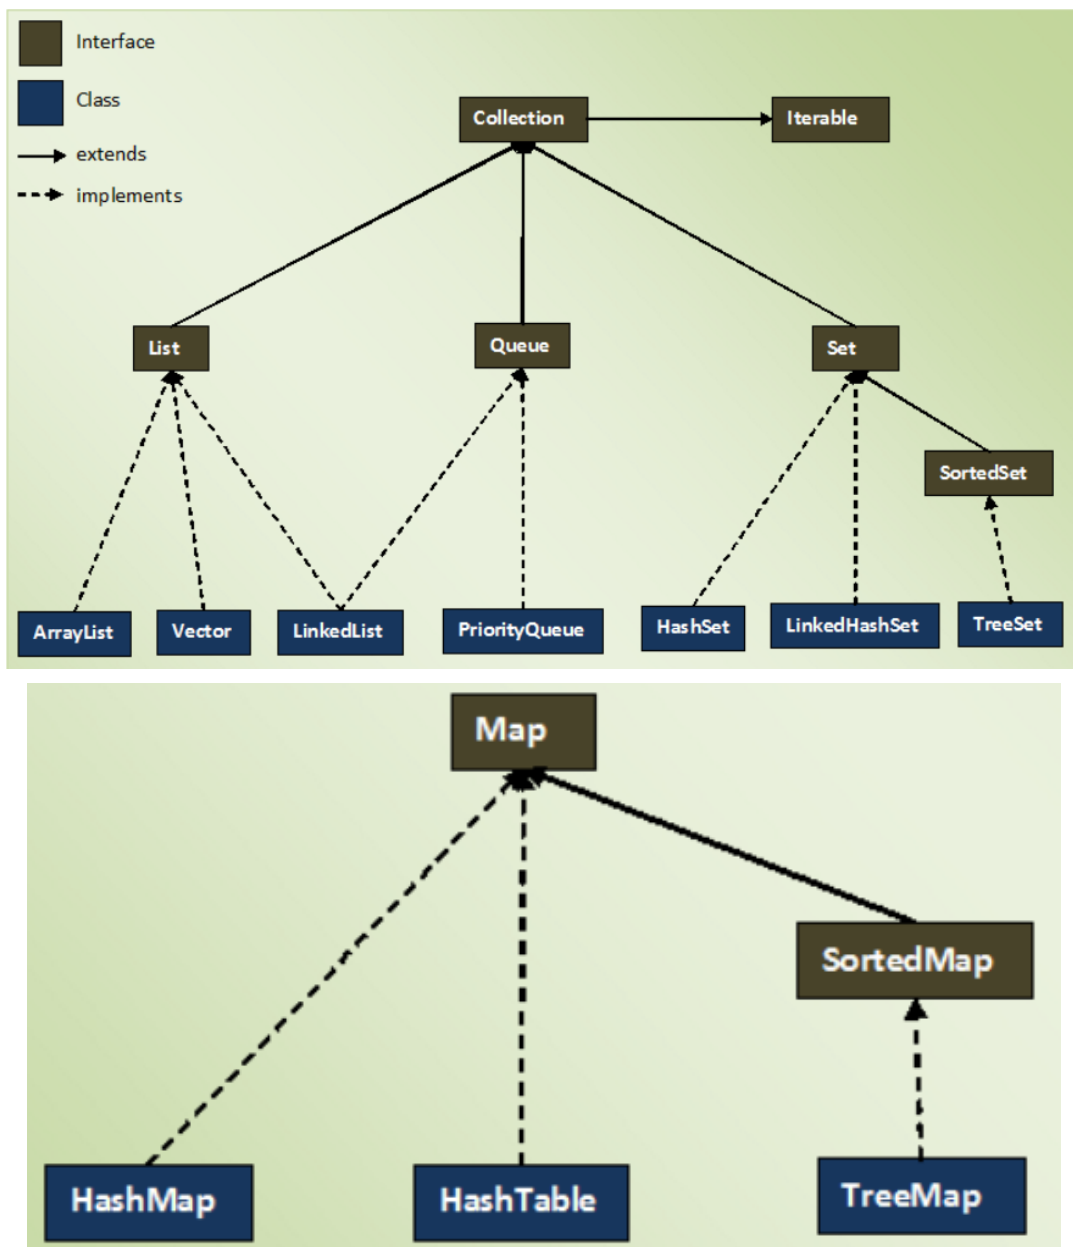 Interface
Class
extends
implements
Collection
Iterable
List
Queue
Set
SortedSet
ArrayList
Vector
LinkedList
PriorityQueue
HashSet
LinkedHashSet
TreeSet
Map
SortedMap
HashMap
HashTable
TreeMap